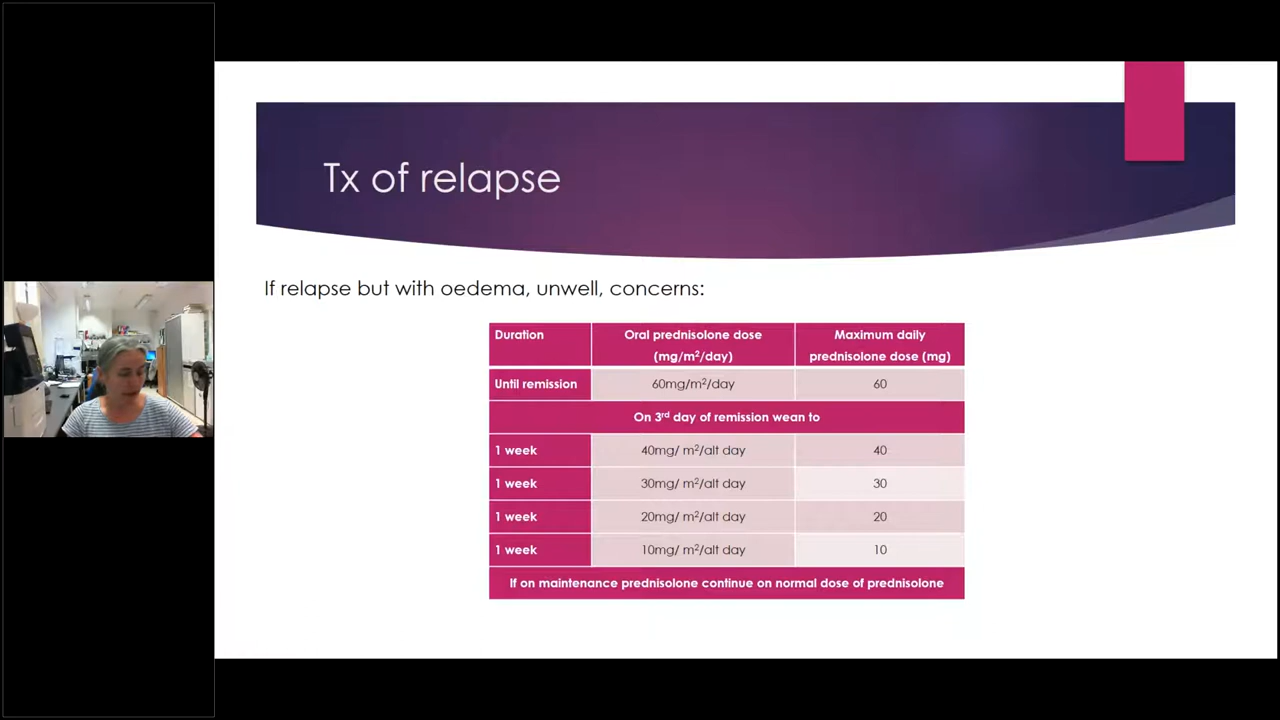 Tx of relapse
If relapse but with oedema, unwell, concerns:
Duration Oral prednisolone dose (mg/m²/day) Maximum daily prednisolone dose (mg)
Until remission 60mg/m²/day 60
On 3rd day of remission wean to
1 week 40mg/ m²/alt day 40
1 week 30mg/ m²/alt day 30
1 week 20mg/ m²/alt day 20
1 week 10mg/ m²/alt day 10
If on maintenance prednisolone continue on normal dose of prednisolone